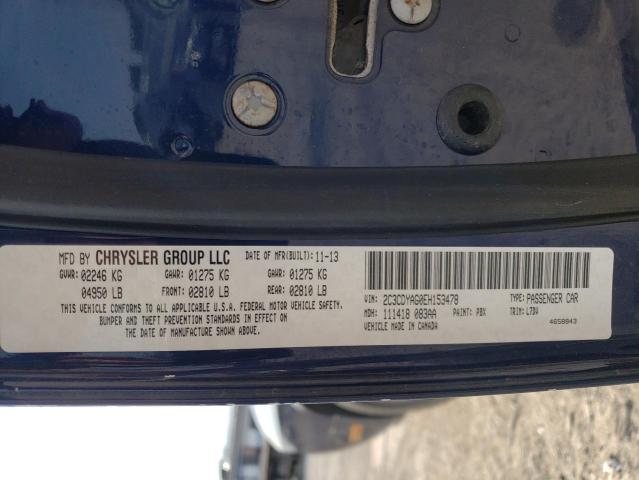 MFD BY CHRYSLER GROUP LLC DATE OF MFR(BUILT): 11-13
GVWR: 02246 KG GAWR: 01275 KG GAWR: 01275 KG
04950 LB FRONT: 02810 LB REAR: 02810 LB
THIS VEHICLE CONFORMS TO ALL APPLICABLE U.S.A. FEDERAL MOTOR VEHICLE SAFETY,
BUMPER AND THEFT PREVENTION STANDARDS IN EFFECT ON
THE DATE OF MANUFACTURE SHOWN ABOVE.
VIN: 2C3CDYAG0EH153478 TYPE: PASSENGER CAR
MDH: 111418 083AA PAINT: PBX TRIM: L7DV
VEHICLE MADE IN CANADA 4658943